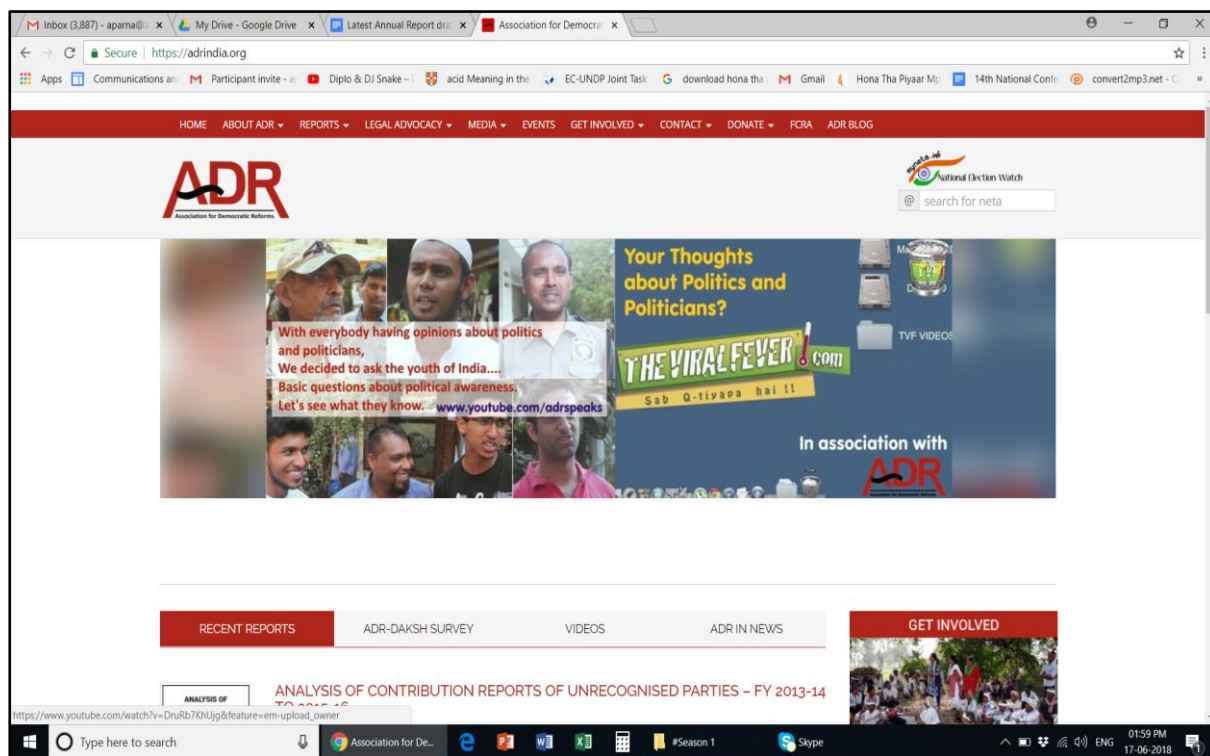 Inbox (3,887) - aparna@a
My Drive - Google Drive
Latest Annual Report dra
Association for Democrat
Secure | https://adrindia.org
Apps
Communications an
Participant invite - a
Diplo & DJ Snake –
acid Meaning in the
EC-UNDP Joint Task
download hona tha
Gmail
Hona Tha Piyaar Mp
14th National Confe
convert2mp3.net - C
»
HOME ABOUT ADR REPORTS LEGAL ADVOCACY MEDIA EVENTS GET INVOLVED CONTACT DONATE FCRA ADR BLOG
ADR
Association for Democratic Reforms
myneta.info
National Election Watch
@ search for neta
With everybody having opinions about politics
and politicians,
We decided to ask the youth of India....
Basic questions about political awareness.
Let's see what they know. www.youtube.com/adrspeaks
Your Thoughts
about Politics and
Politicians?
THE VIRAL FEVER!.com
Sab Q-tiyapa hai !!
TVF VIDEOS
In association with
ADR
Association for Democratic Reforms
RECENT REPORTS
ADR-DAKSH SURVEY
VIDEOS
ADR IN NEWS
GET INVOLVED
ANALYSIS OF
ANALYSIS OF CONTRIBUTION REPORTS OF UNRECOGNISED PARTIES – FY 2013-14
TO 2015-16
https://www.youtube.com/watch?v=DruRb7KhUjg&feature=em-upload_owner
Type here to search
Association for De...
#Season 1
Skype
ENG
01:59 PM
17-06-2018